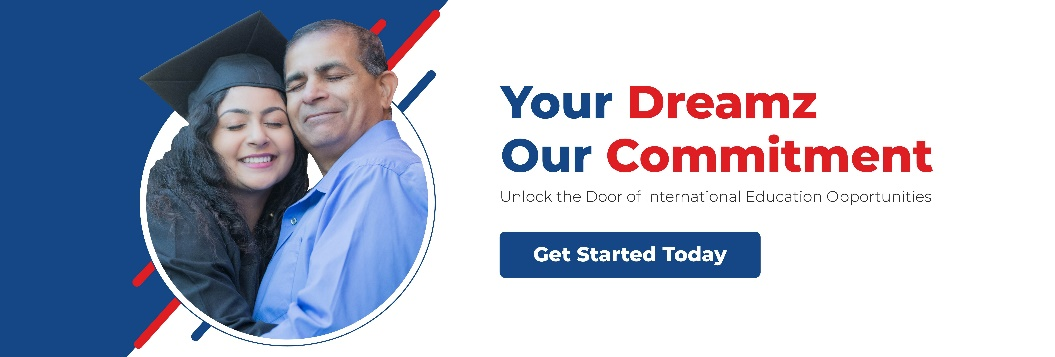 Your Dreamz
Our Commitment
Unlock the Door of International Education Opportunities
Get Started Today